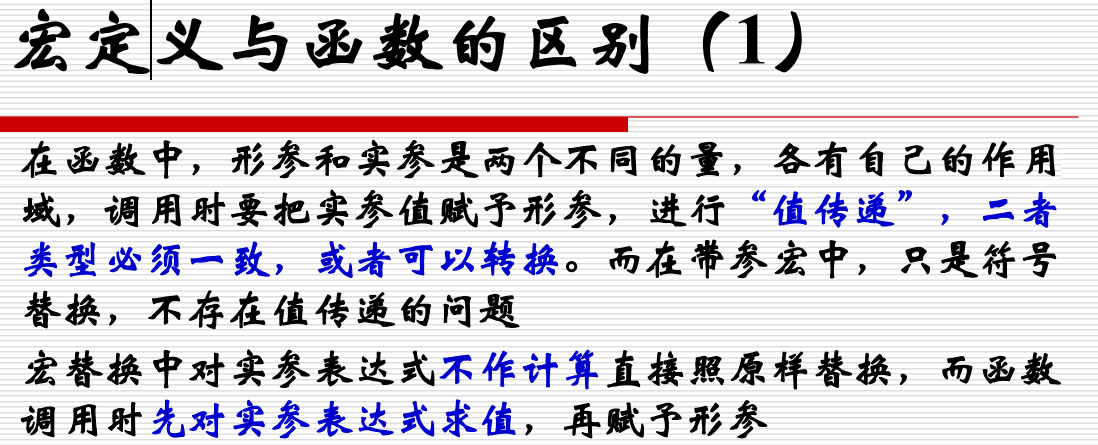 宏定义与函数的区别（1）
在函数中，形参和实参是两个不同的量，各有自己的作用
域，调用时要把实参值赋予形参，进行“值传递”，二者
类型必须一致，或者可以转换。而在带参宏中，只是符号
替换，不存在值传递的问题
宏替换中对实参表达式不作计算直接照原样替换，而函数
调用时先对实参表达式求值，再赋予形参